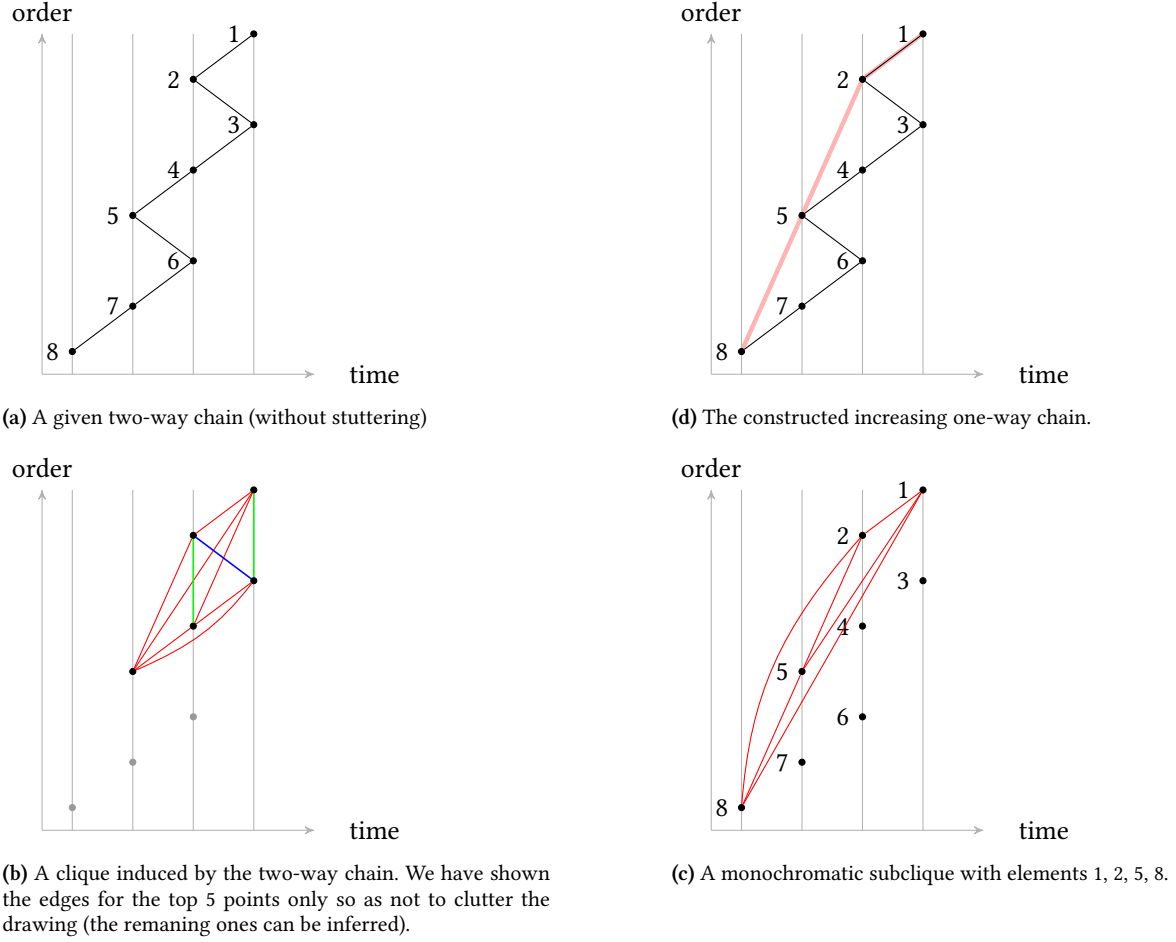 order
1
2
3
4
5
6
7
8
time
(a) A given two-way chain (without stuttering)
order
1
2
3
4
5
6
7
8
time
(d) The constructed increasing one-way chain.
order
time
(b) A clique induced by the two-way chain. We have shown
the edges for the top 5 points only so as not to clutter the
drawing (the remaning ones can be inferred).
order
1
2
3
4
5
6
7
8
time
(c) A monochromatic subclique with elements 1, 2, 5, 8.